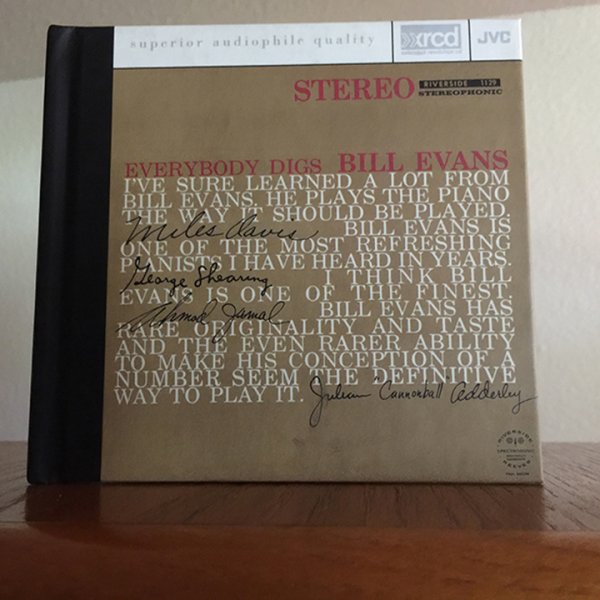 superior audiophile quality
xrcd
JVC
STEREO
RIVERSIDE 1129
STEREOPHONIC
EVERYBODY DIGS BILL EVANS
I'VE SURE LEARNED A LOT FROM
BILL EVANS. HE PLAYS THE PIANO
THE WAY IT SHOULD BE PLAYED.
Miles Davis BILL EVANS IS
ONE OF THE MOST REFRESHING
PIANISTS I HAVE HEARD IN YEARS.
George Shearing I THINK BILL
EVANS IS ONE OF THE FINEST.
Ahmad Jamal BILL EVANS HAS
RARE ORIGINALITY AND TASTE
AND THE EVEN RARER ABILITY
TO MAKE HIS CONCEPTION OF A
NUMBER SEEM THE DEFINITIVE
WAY TO PLAY IT. Julian "Cannonball" Adderley
RIVERSIDE
REEVES